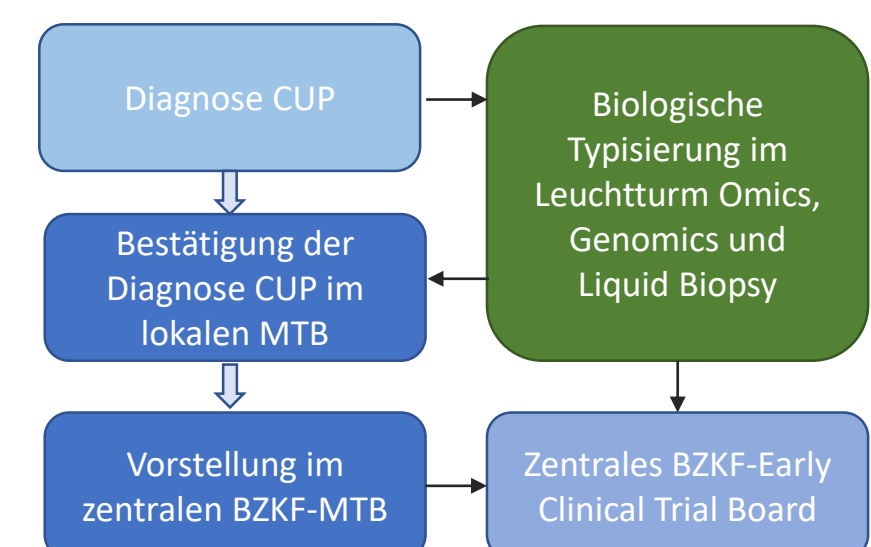 Diagnose CUP
Biologische
Typisierung im
Leuchtturm Omics,
Genomics und
Liquid Biopsy
Bestätigung der
Diagnose CUP im
lokalen MTB
Vorstellung im
zentralen BZKF-MTB
Zentrales BZKF-Early
Clinical Trial Board